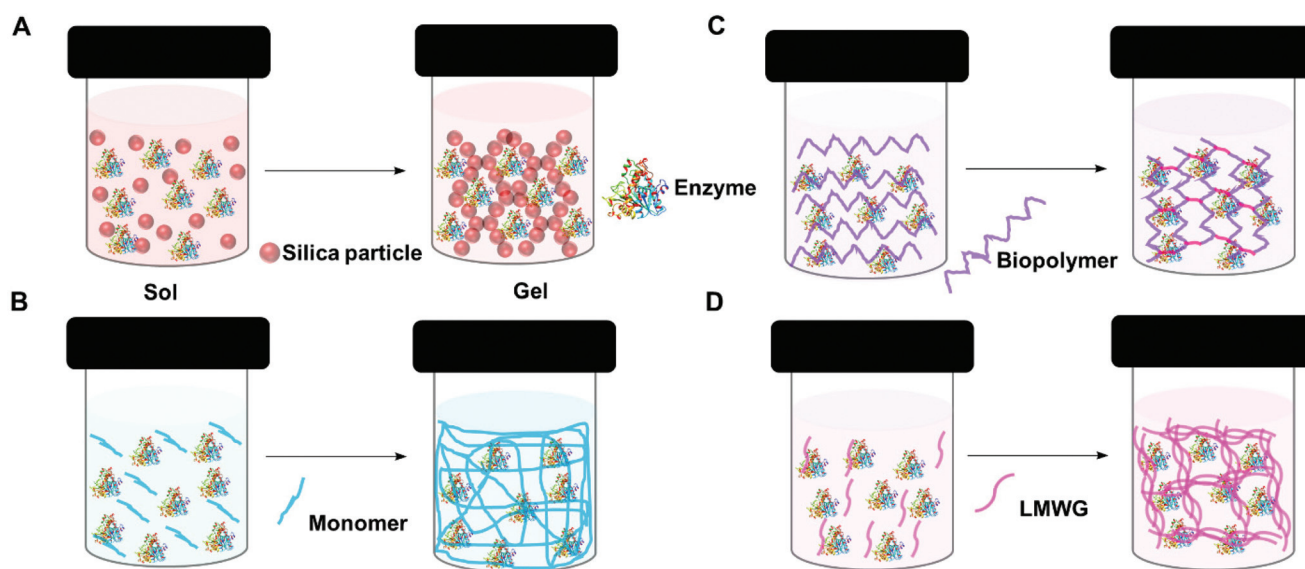 A
Silica particle
Enzyme
Sol
Gel
B
Monomer
C
Biopolymer
D
LMWG